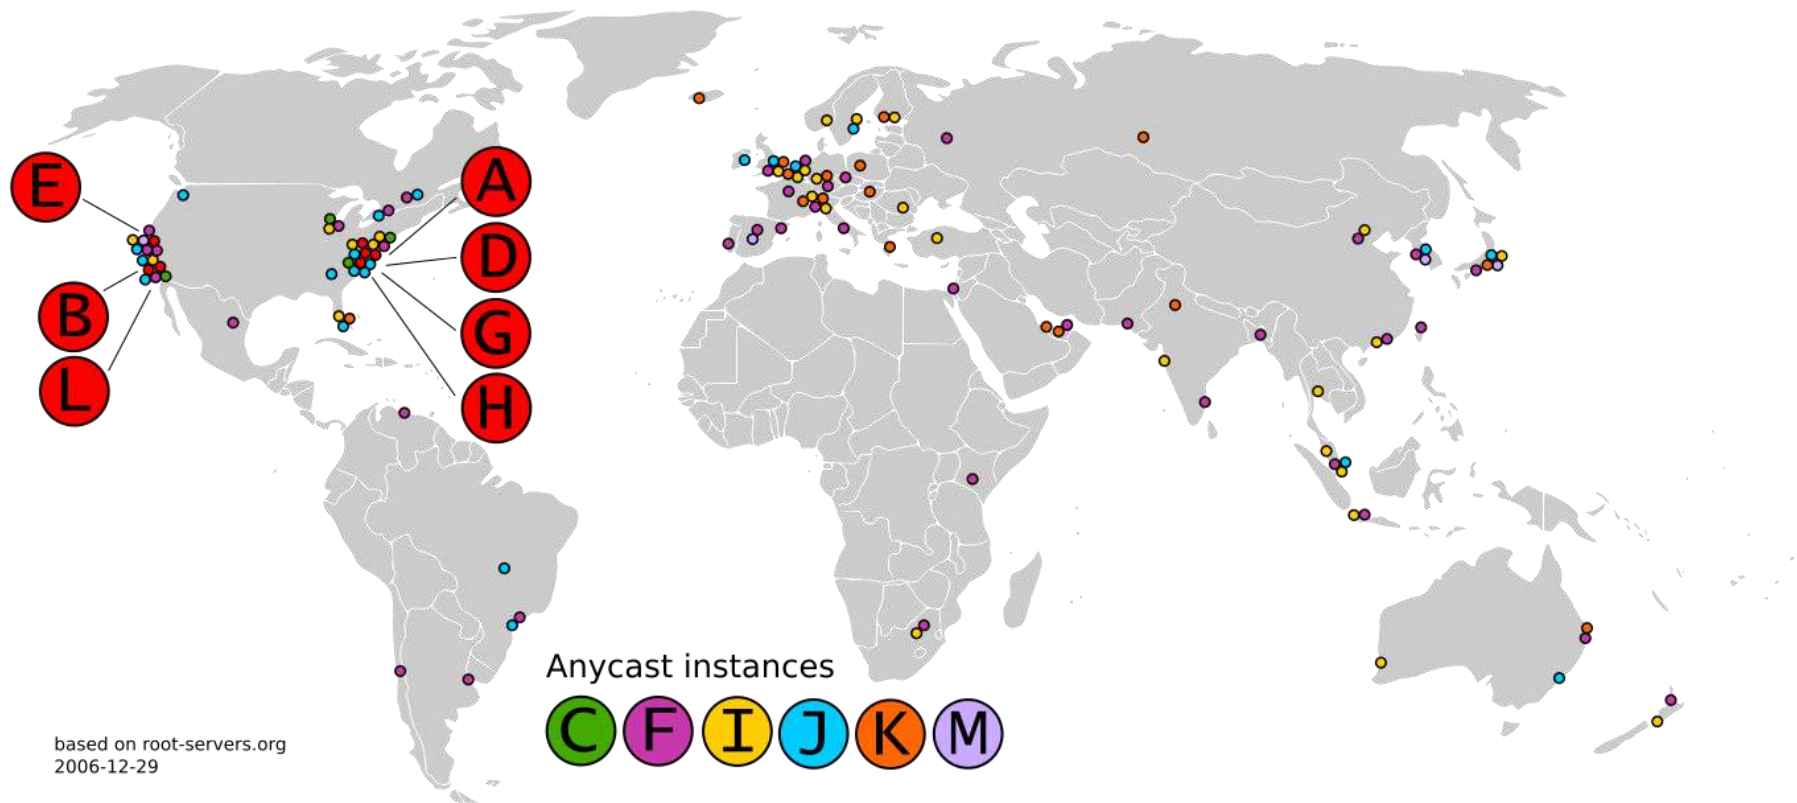 E
A
D
B
G
L
H
Anycast instances
C F I J K M
based on root-servers.org
2006-12-29